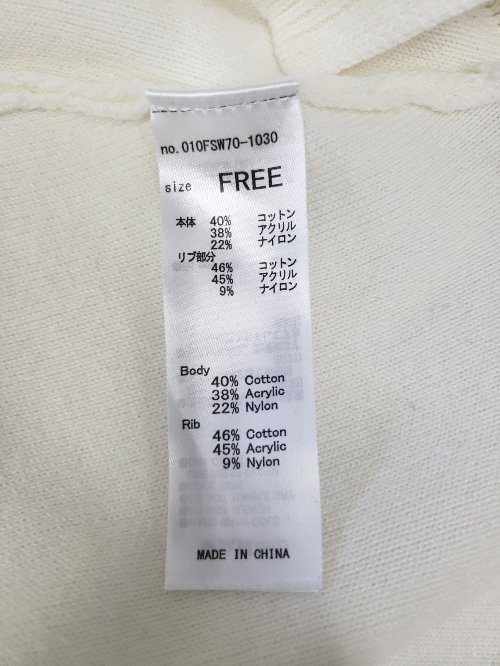 no.010FSW70-1030
size FREE
本体 40% コットン
38% アクリル
22% ナイロン
リブ部分
46% コットン
45% アクリル
9% ナイロン
Body
40% Cotton
38% Acrylic
22% Nylon
Rib
46% Cotton
45% Acrylic
9% Nylon
MADE IN CHINA